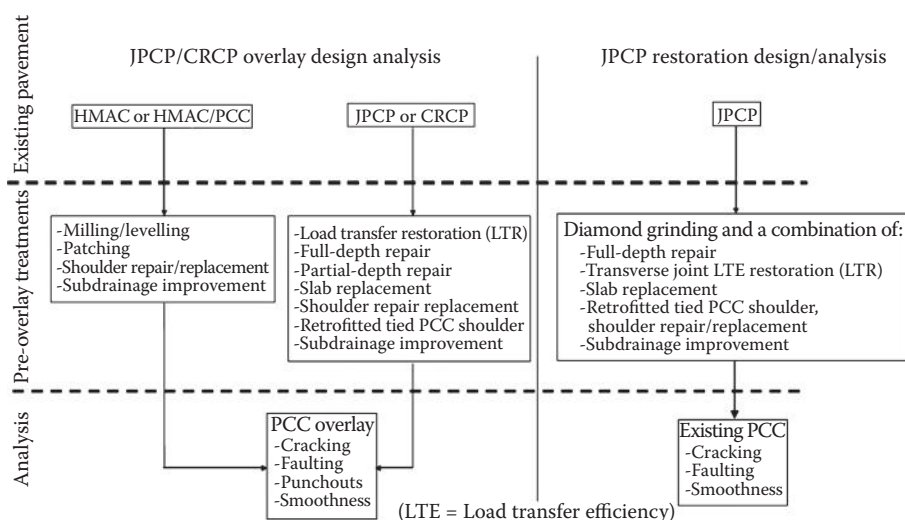 JPCP/CRCP overlay design analysis
JPCP restoration design/analysis
Existing pavement
HMAC or HMAC/PCC
JPCP or CRCP
JPCP
Pre-overlay treatments
-Milling/levelling
-Patching
-Shoulder repair/replacement
-Subdrainage improvement
-Load transfer restoration (LTR)
-Full-depth repair
-Partial-depth repair
-Slab replacement
-Shoulder repair replacement
-Retrofitted tied PCC shoulder
-Subdrainage improvement
Diamond grinding and a combination of:
-Full-depth repair
-Transverse joint LTE restoration (LTR)
-Slab replacement
-Retrofitted tied PCC shoulder,
shoulder repair/replacement
-Subdrainage improvement
Analysis
PCC overlay
-Cracking
-Faulting
-Punchouts
-Smoothness
Existing PCC
-Cracking
-Faulting
-Smoothness
(LTE = Load transfer efficiency)